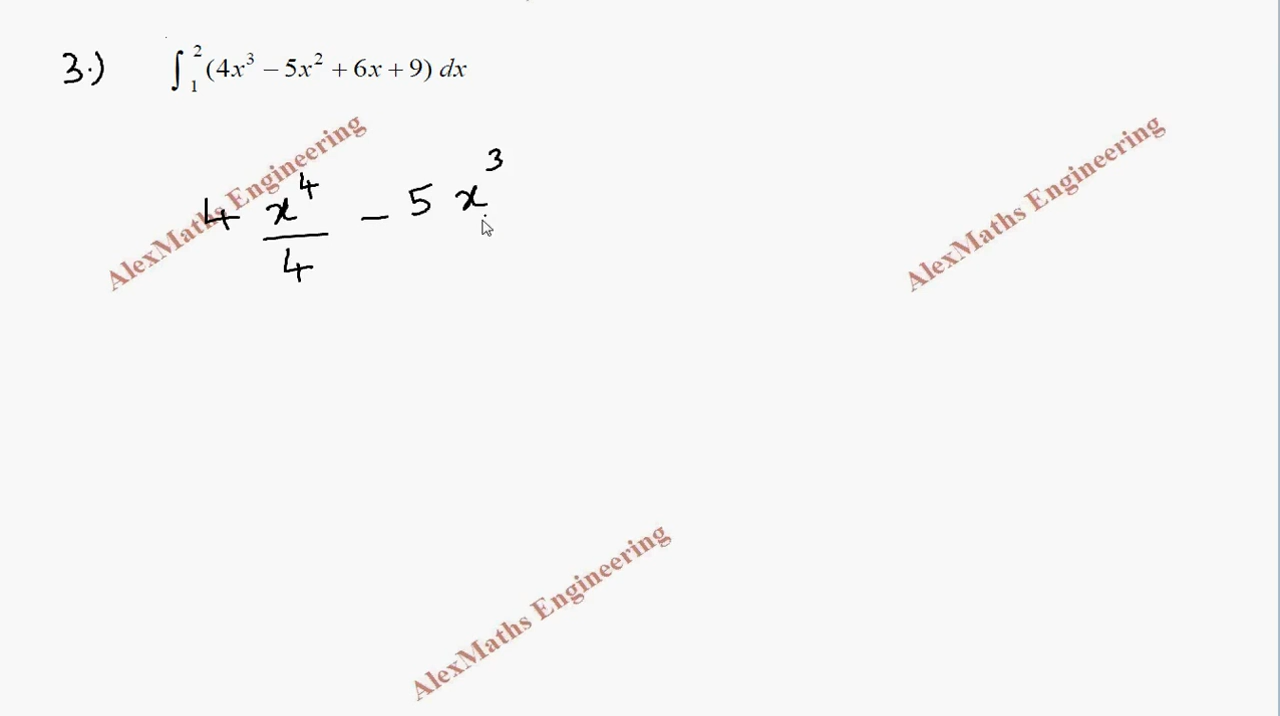 3.) ∫₁² (4x³ − 5x² + 6x + 9) dx
4 x⁴/4 − 5 x³
AlexMaths Engineering
AlexMaths Engineering
AlexMaths Engineering